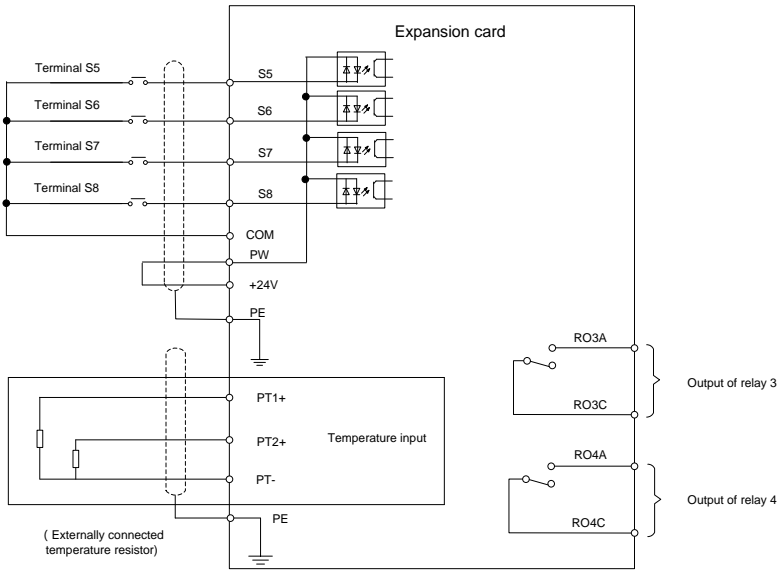 Expansion card
Terminal S5
S5
Terminal S6
S6
Terminal S7
S7
Terminal S8
S8
COM
PW
+24V
PE
RO3A
Output of relay 3
RO3C
PT1+
PT2+
Temperature input
PT-
RO4A
Output of relay 4
RO4C
PE
( Externally connected
temperature resistor)